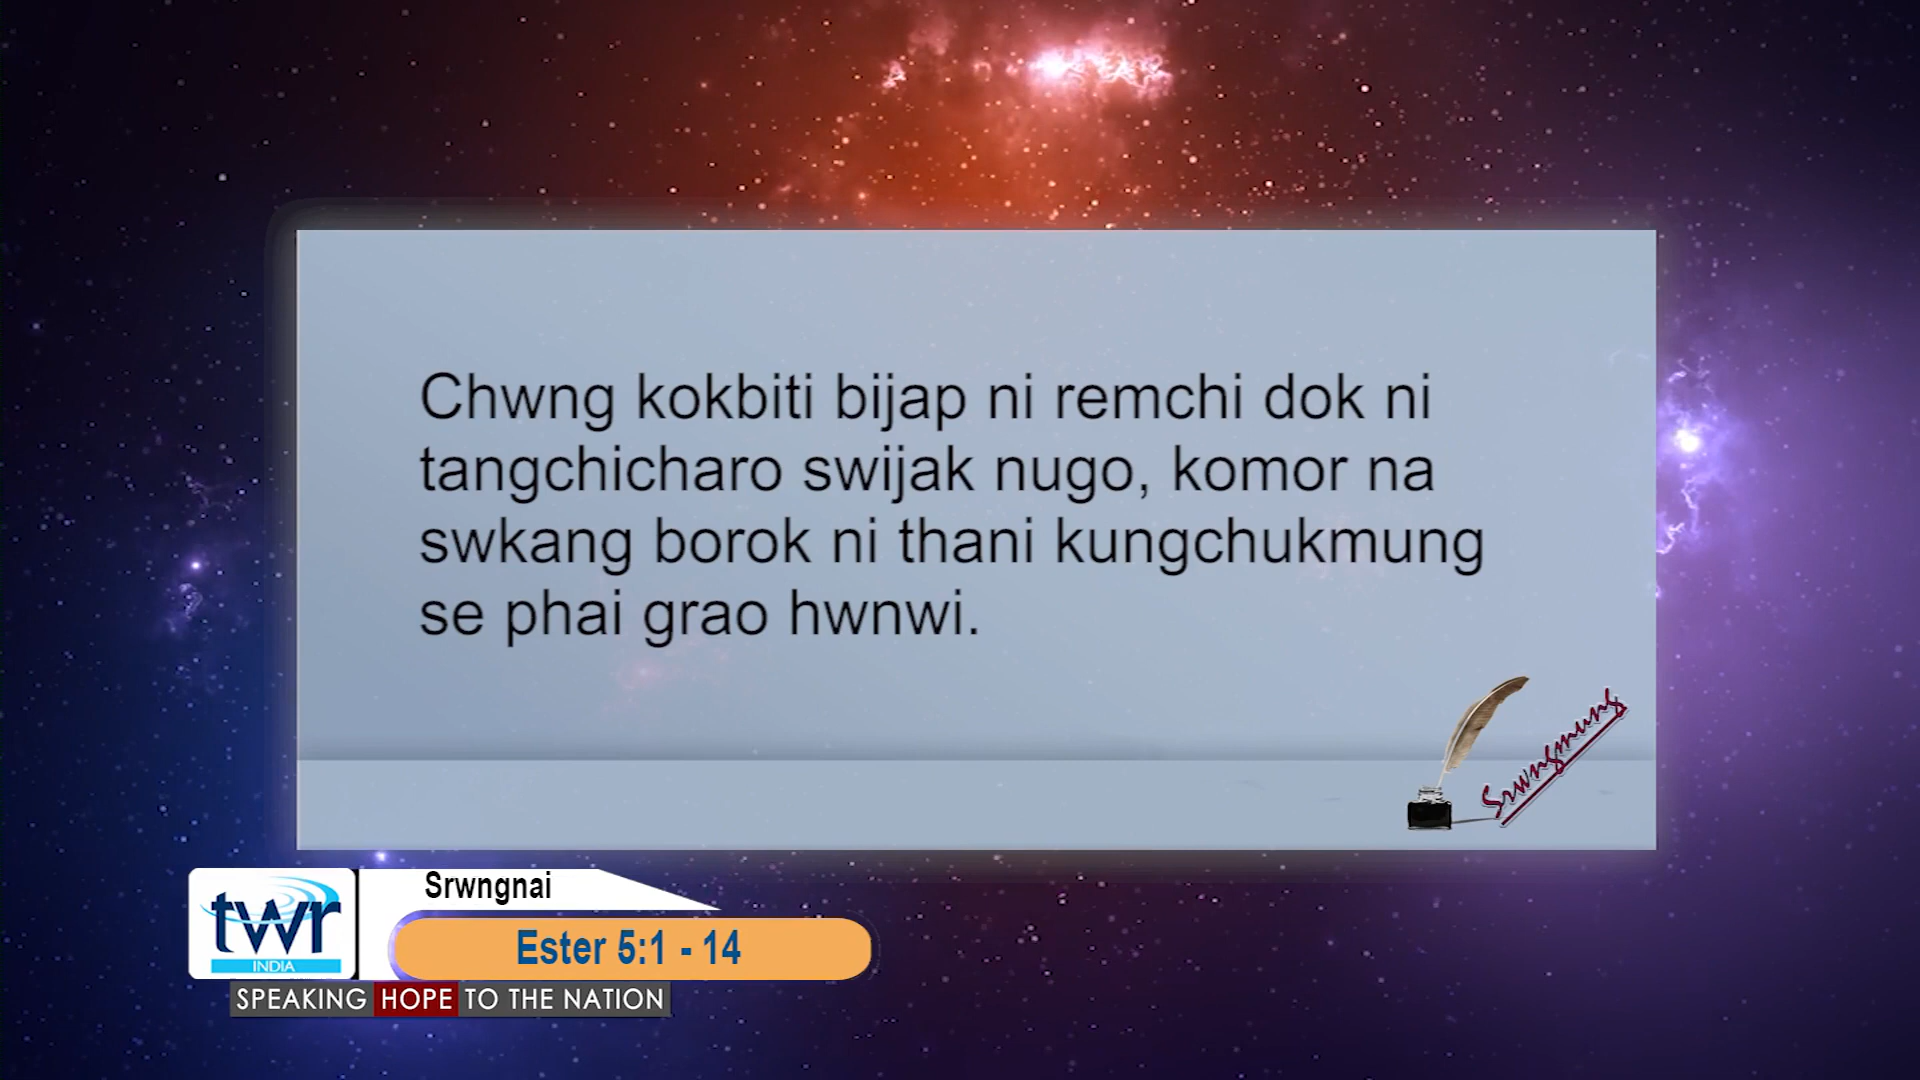 Chwng kokbiti bijap ni remchi dok ni
tangchicharo swijak nugo, komor na
swkang borok ni thani kungchukmung
se phai grao hwnwi.
Srwngmung
twr
INDIA
Srwngnai
Ester 5:1 - 14
SPEAKING HOPE TO THE NATION